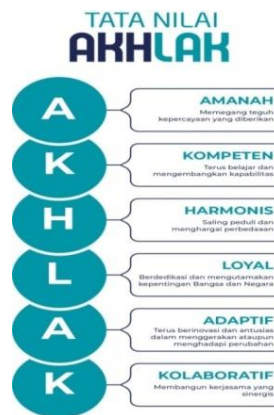 TATA NILAI
AKHLAK
A
AMANAH
Memegang teguh
kepercayaan yang diberikan
K
KOMPETEN
Terus belajar dan
mengembangkan kapabilitas
H
HARMONIS
Saling peduli dan
menghargai perbedaan
L
LOYAL
Berdedikasi dan mengutamakan
kepentingan Bangsa dan Negara
A
ADAPTIF
Terus berinovasi dan antusias
dalam menggerakan ataupun
menghadapi perubahan
K
KOLABORATIF
Membangun kerjasama yang
sinergis